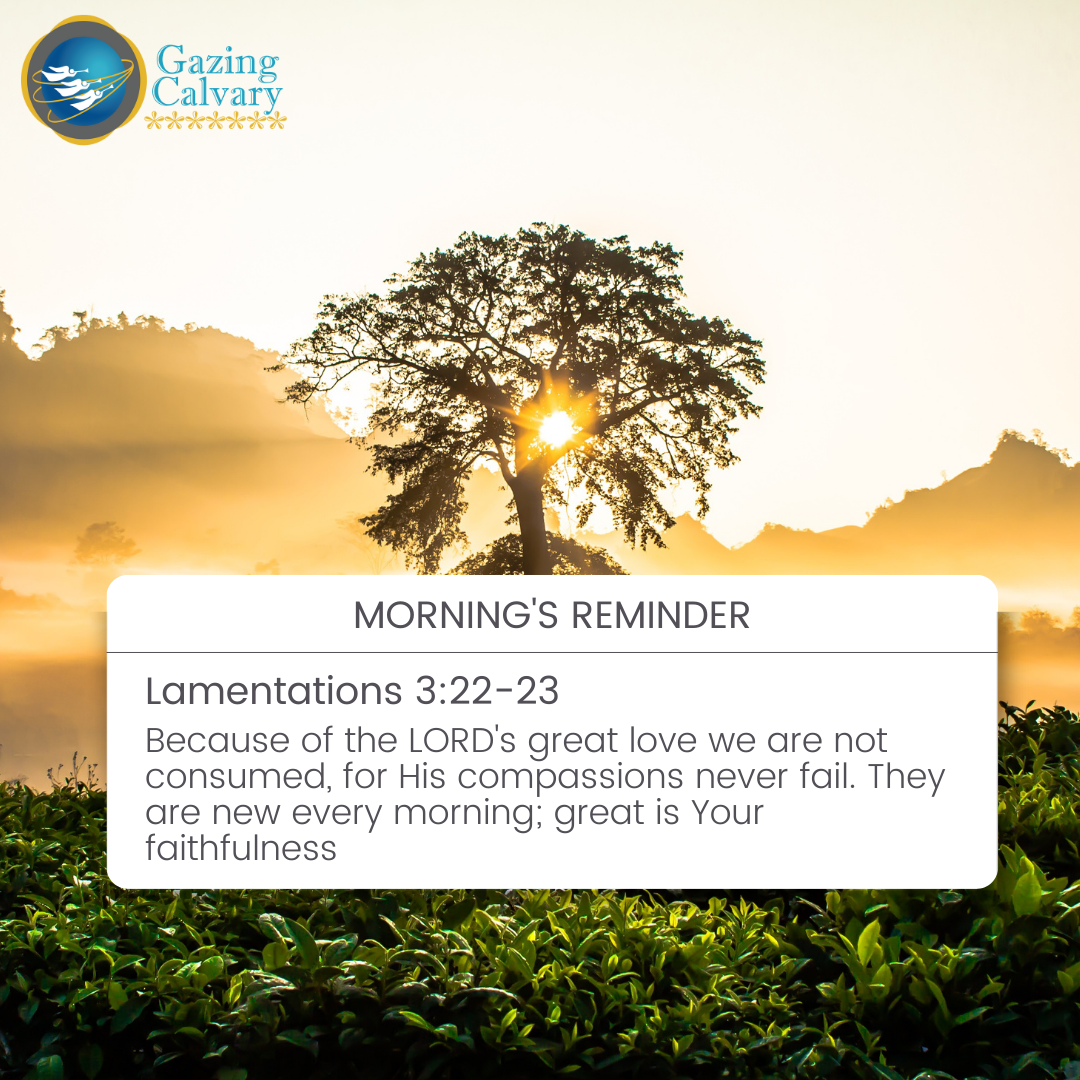 Gazing
Calvary
MORNING'S REMINDER
Lamentations 3:22-23
Because of the LORD's great love we are not
consumed, for His compassions never fail. They
are new every morning; great is Your
faithfulness